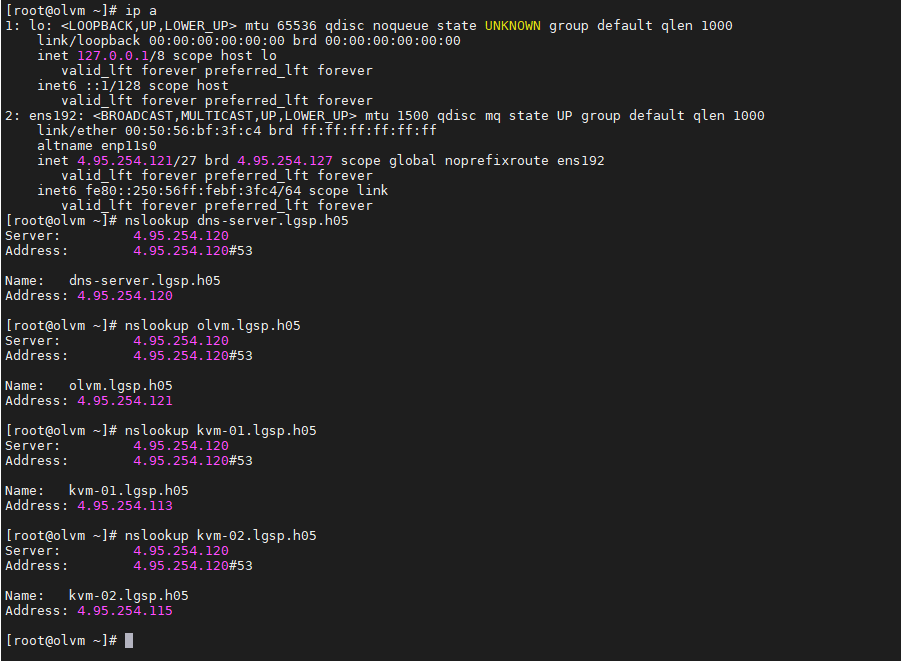 [root@olvm ~]# ip a
1: lo: <LOOPBACK,UP,LOWER_UP> mtu 65536 qdisc noqueue state UNKNOWN group default qlen 1000
    link/loopback 00:00:00:00:00:00 brd 00:00:00:00:00:00
    inet 127.0.0.1/8 scope host lo
       valid_lft forever preferred_lft forever
    inet6 ::1/128 scope host
       valid_lft forever preferred_lft forever
2: ens192: <BROADCAST,MULTICAST,UP,LOWER_UP> mtu 1500 qdisc mq state UP group default qlen 1000
    link/ether 00:50:56:bf:3f:c4 brd ff:ff:ff:ff:ff:ff
    altname enp11s0
    inet 4.95.254.121/27 brd 4.95.254.127 scope global noprefixroute ens192
       valid_lft forever preferred_lft forever
    inet6 fe80::250:56ff:febf:3fc4/64 scope link
       valid_lft forever preferred_lft forever
[root@olvm ~]# nslookup dns-server.lgsp.h05
Server:         4.95.254.120
Address:        4.95.254.120#53

Name:   dns-server.lgsp.h05
Address: 4.95.254.120

[root@olvm ~]# nslookup olvm.lgsp.h05
Server:         4.95.254.120
Address:        4.95.254.120#53

Name:   olvm.lgsp.h05
Address: 4.95.254.121

[root@olvm ~]# nslookup kvm-01.lgsp.h05
Server:         4.95.254.120
Address:        4.95.254.120#53

Name:   kvm-01.lgsp.h05
Address: 4.95.254.113

[root@olvm ~]# nslookup kvm-02.lgsp.h05
Server:         4.95.254.120
Address:        4.95.254.120#53

Name:   kvm-02.lgsp.h05
Address: 4.95.254.115

[root@olvm ~]#